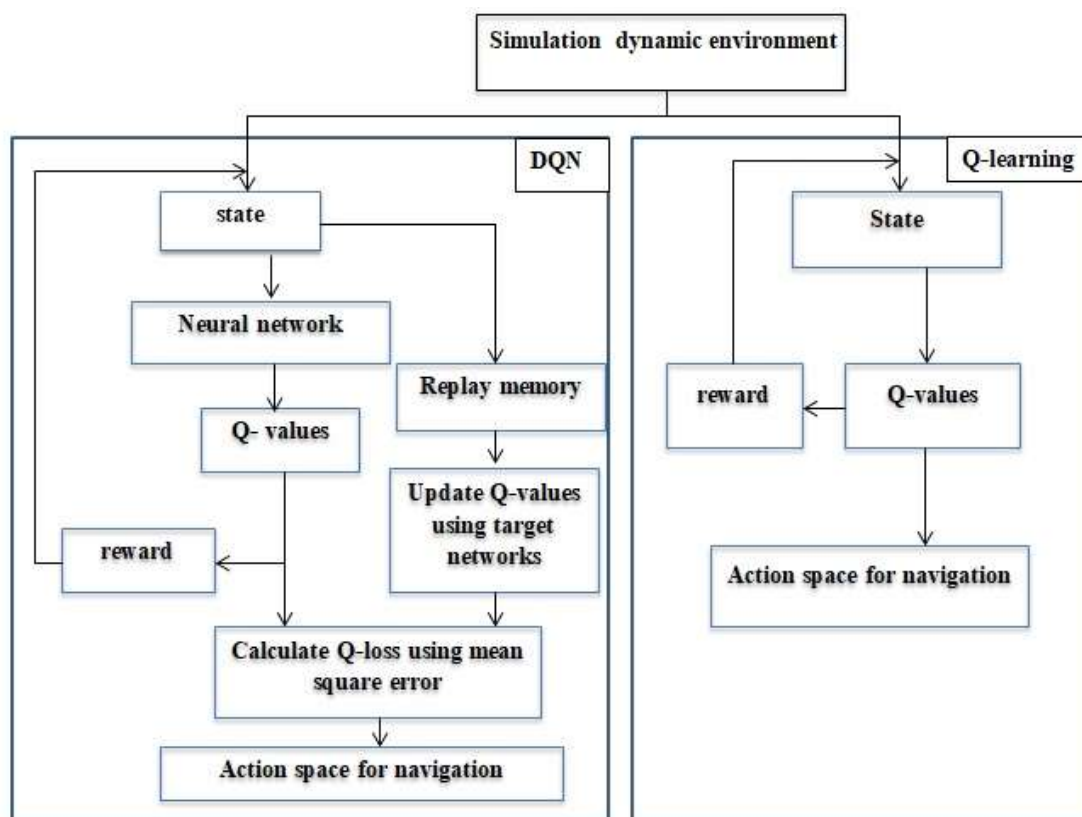 Simulation dynamic environment
DQN
state
Neural network
Replay memory
Q- values
Update Q-values
using target
networks
reward
Calculate Q-loss using mean
square error
Action space for navigation
Q-learning
State
reward
Q-values
Action space for navigation